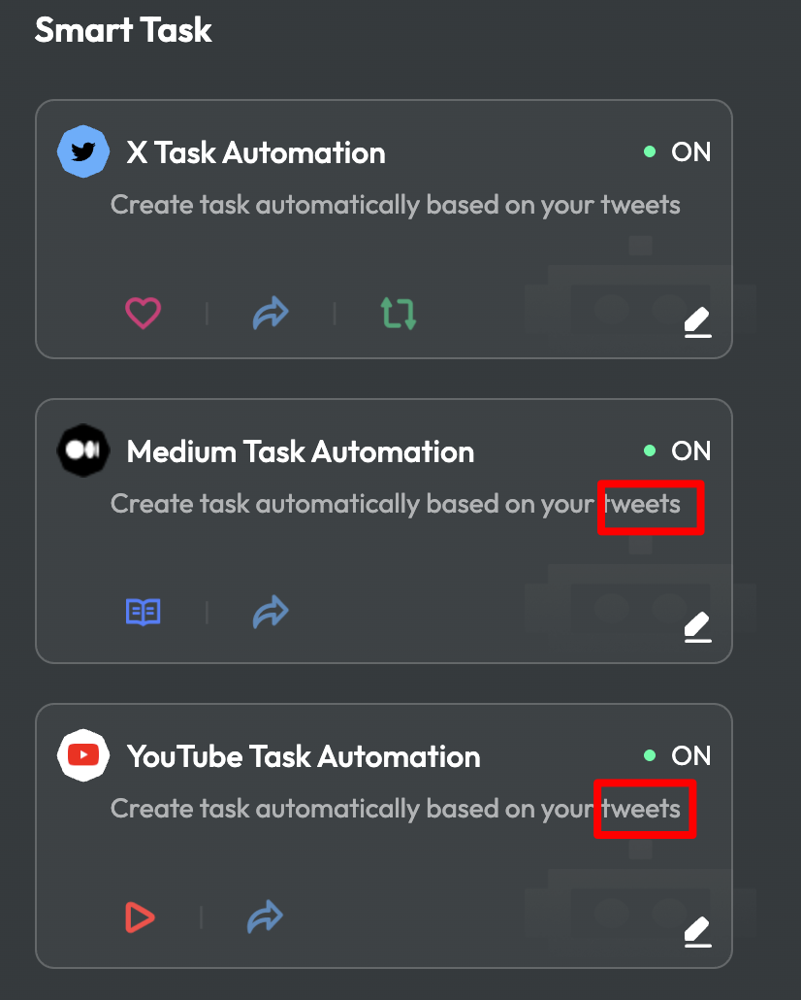 Smart Task
X Task Automation
ON
Create task automatically based on your tweets
Medium Task Automation
ON
Create task automatically based on your tweets
YouTube Task Automation
ON
Create task automatically based on your tweets